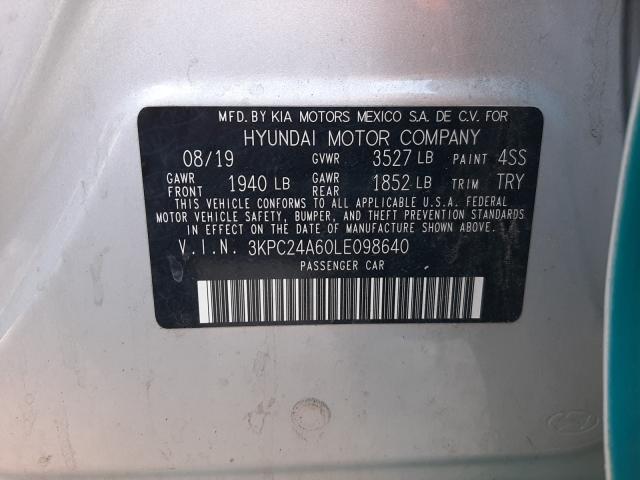 MFD. BY KIA MOTORS MEXICO S.A. DE C.V. FOR
HYUNDAI MOTOR COMPANY
08/19 GVWR 3527 LB PAINT 4SS
GAWR FRONT 1940 LB GAWR REAR 1852 LB TRIM TRY
THIS VEHICLE CONFORMS TO ALL APPLICABLE U.S.A. FEDERAL
MOTOR VEHICLE SAFETY, BUMPER, AND THEFT PREVENTION STANDARDS
IN EFFECT ON THE DATE OF MANUFACTURE SHOWN ABOVE.
V.I.N. 3KPC24A60LE098640
PASSENGER CAR